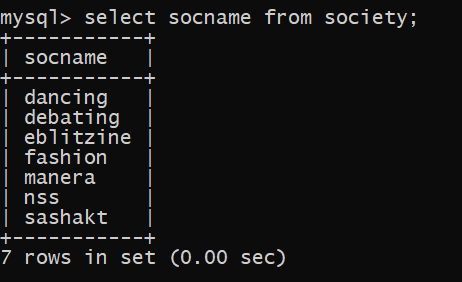 mysql> select socname from society;
+-----------+
| socname   |
+-----------+
| dancing   |
| debating  |
| eblitzine |
| fashion   |
| manera    |
| nss       |
| sashakt   |
+-----------+
7 rows in set (0.00 sec)